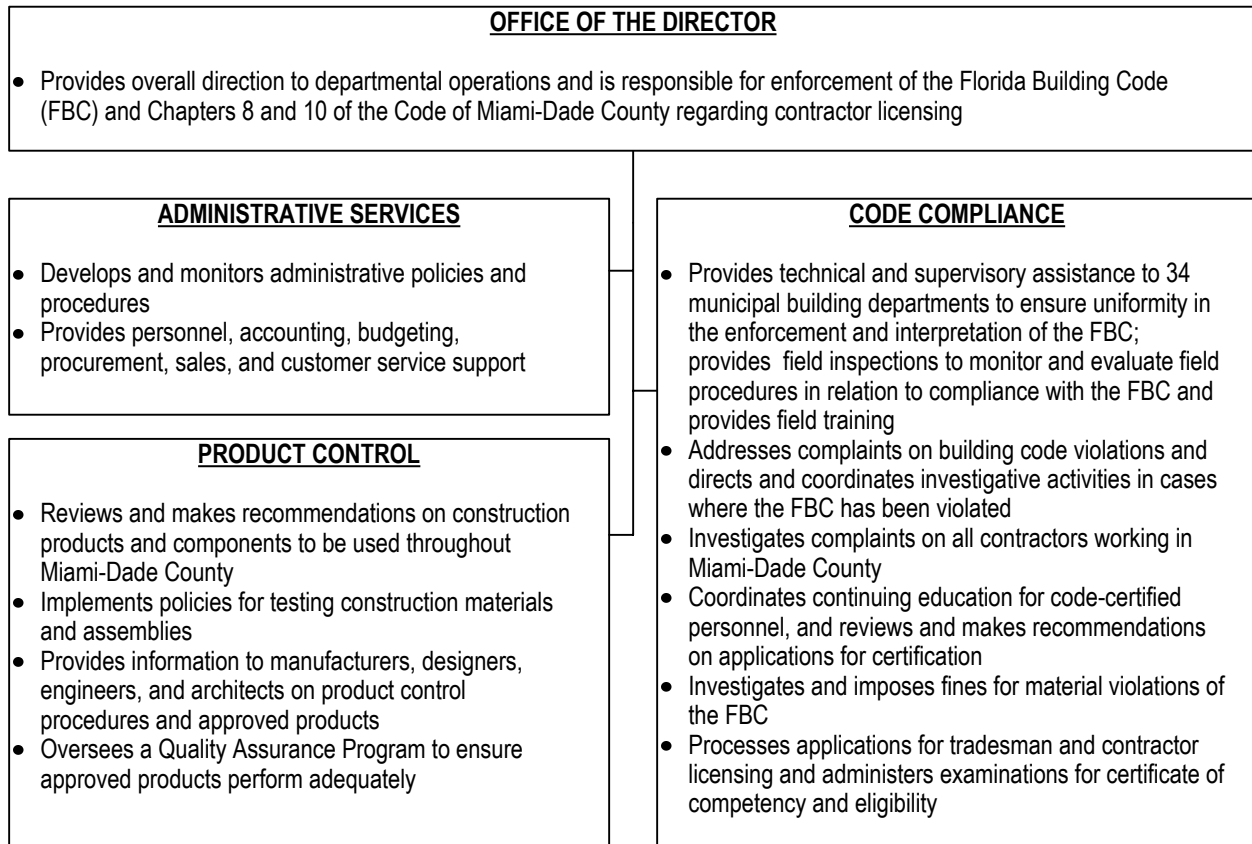 OFFICE OF THE DIRECTOR
• Provides overall direction to departmental operations and is responsible for enforcement of the Florida Building Code
(FBC) and Chapters 8 and 10 of the Code of Miami-Dade County regarding contractor licensing
ADMINISTRATIVE SERVICES
• Develops and monitors administrative policies and
procedures
• Provides personnel, accounting, budgeting,
procurement, sales, and customer service support
PRODUCT CONTROL
• Reviews and makes recommendations on construction
products and components to be used throughout
Miami-Dade County
• Implements policies for testing construction materials
and assemblies
• Provides information to manufacturers, designers,
engineers, and architects on product control
procedures and approved products
• Oversees a Quality Assurance Program to ensure
approved products perform adequately
CODE COMPLIANCE
• Provides technical and supervisory assistance to 34
municipal building departments to ensure uniformity in
the enforcement and interpretation of the FBC;
provides field inspections to monitor and evaluate field
procedures in relation to compliance with the FBC and
provides field training
• Addresses complaints on building code violations and
directs and coordinates investigative activities in cases
where the FBC has been violated
• Investigates complaints on all contractors working in
Miami-Dade County
• Coordinates continuing education for code-certified
personnel, and reviews and makes recommendations
on applications for certification
• Investigates and imposes fines for material violations of
the FBC
• Processes applications for tradesman and contractor
licensing and administers examinations for certificate of
competency and eligibility